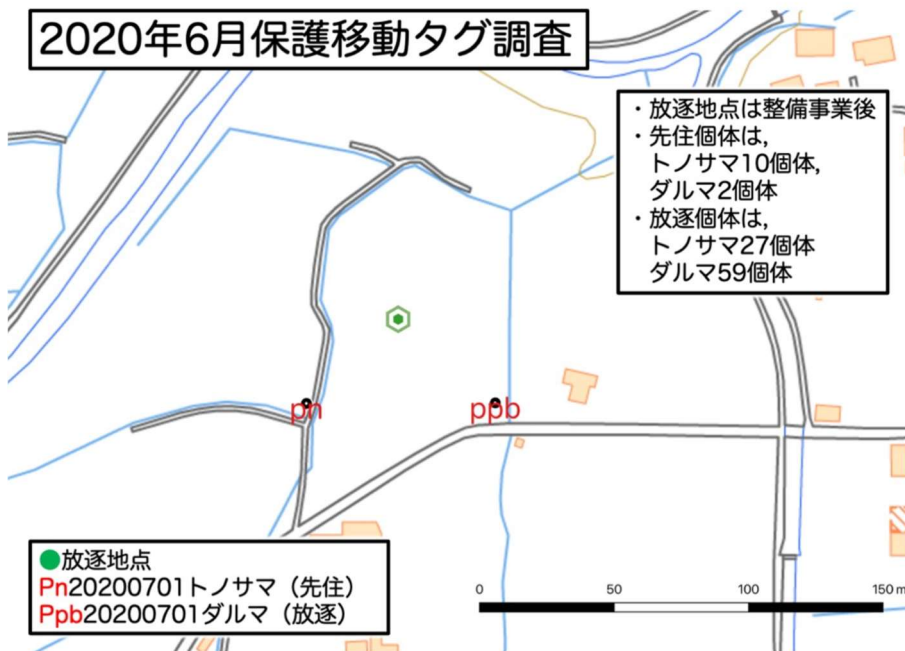 2020年6月保護移動タグ調査
・放逐地点は整備事業後
・先住個体は,
トノサマ10個体,
ダルマ2個体
・放逐個体は,
トノサマ27個体
ダルマ59個体
pn
ppb
●放逐地点
Pn20200701トノサマ（先住）
Ppb20200701ダルマ（放逐）
0 50 100 150 m